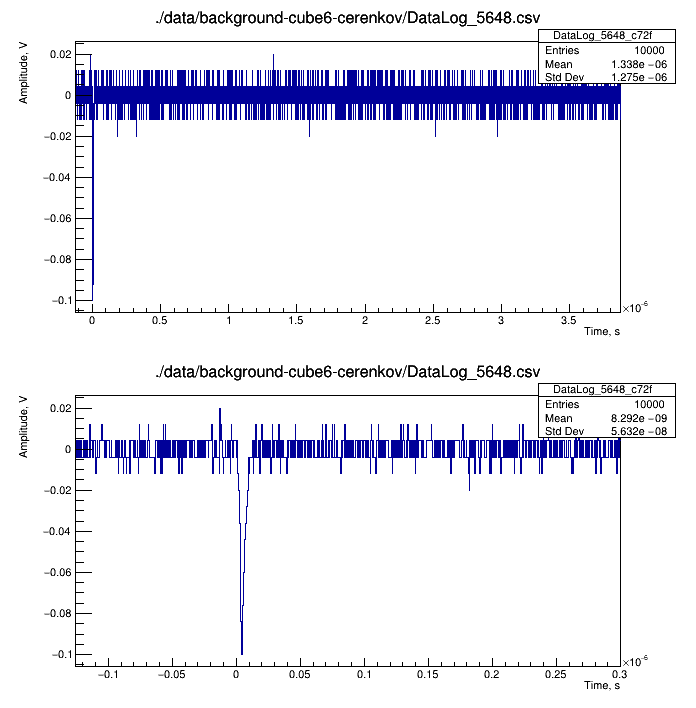 ./data/background-cube6-cerenkov/DataLog_5648.csv
DataLog_5648_c72f
Entries 10000
Mean 1.338e −06
Std Dev 1.275e −06
Amplitude, V
0.02
0
−0.02
−0.04
−0.06
−0.08
−0.1
0 0.5 1 1.5 2 2.5 3 3.5
×10⁻⁶
Time, s
./data/background-cube6-cerenkov/DataLog_5648.csv
DataLog_5648_c72f
Entries 10000
Mean 8.292e −09
Std Dev 5.632e −08
Amplitude, V
0.02
0
−0.02
−0.04
−0.06
−0.08
−0.1
−0.1 −0.05 0 0.05 0.1 0.15 0.2 0.25 0.3
×10⁻⁶
Time, s